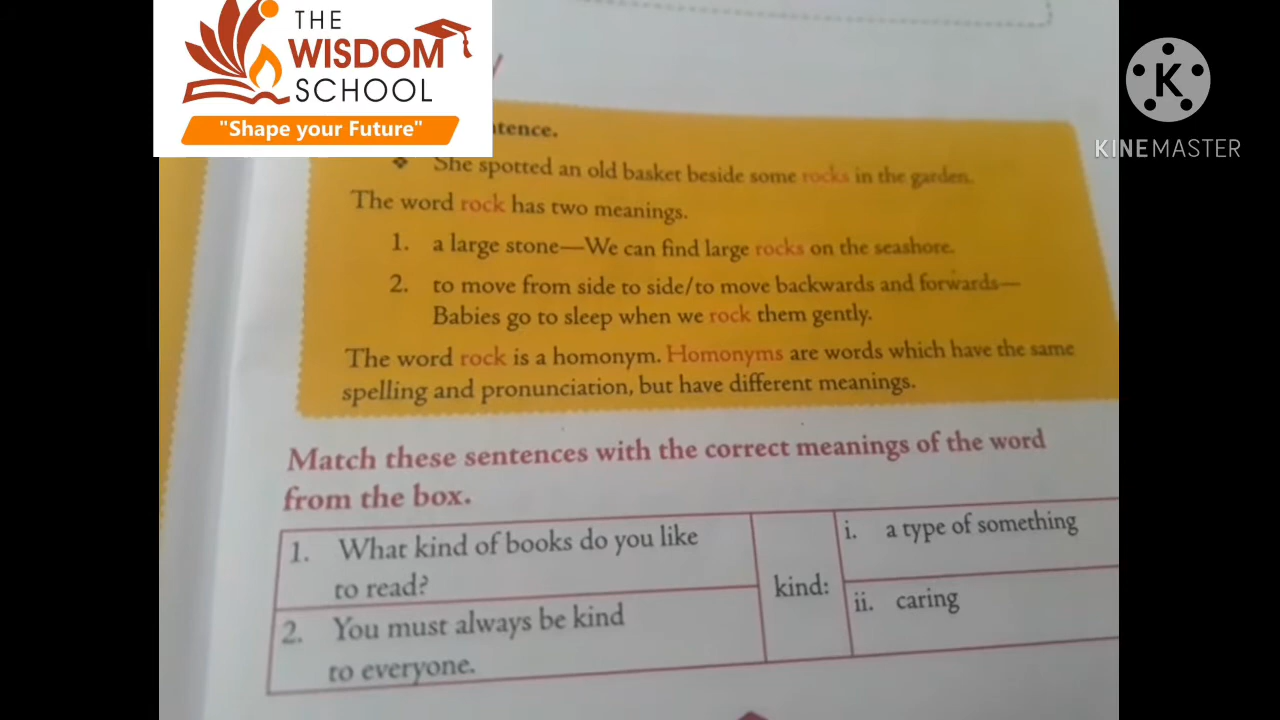 THE
WISDOM
SCHOOL
"Shape your Future"
K
KINEMASTER
tence.
❖ She spotted an old basket beside some rocks in the garden.
The word rock has two meanings.
1. a large stone—We can find large rocks on the seashore.
2. to move from side to side/to move backwards and forwards—
Babies go to sleep when we rock them gently.
The word rock is a homonym. Homonyms are words which have the same
spelling and pronunciation, but have different meanings.
Match these sentences with the correct meanings of the word
from the box.
1. What kind of books do you like
to read?
2. You must always be kind
to everyone.
kind:
i. a type of something
ii. caring